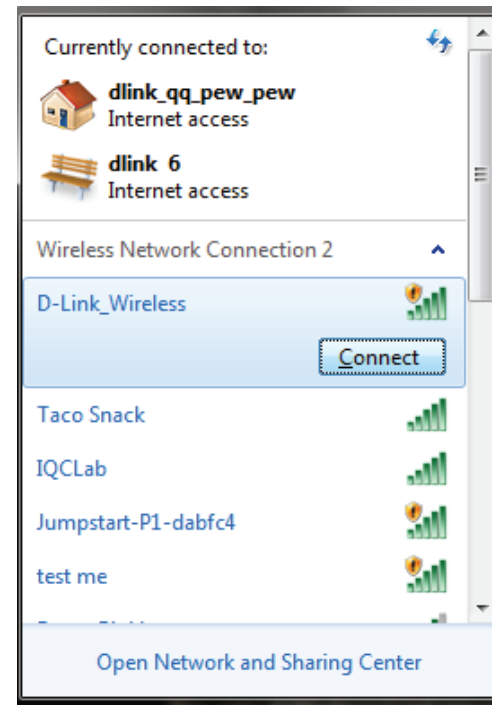 Currently connected to:
dlink_qq_pew_pew
Internet access
dlink 6
Internet access
Wireless Network Connection 2
D-Link_Wireless
Connect
Taco Snack
IQCLab
Jumpstart-P1-dabfc4
test me
Open Network and Sharing Center